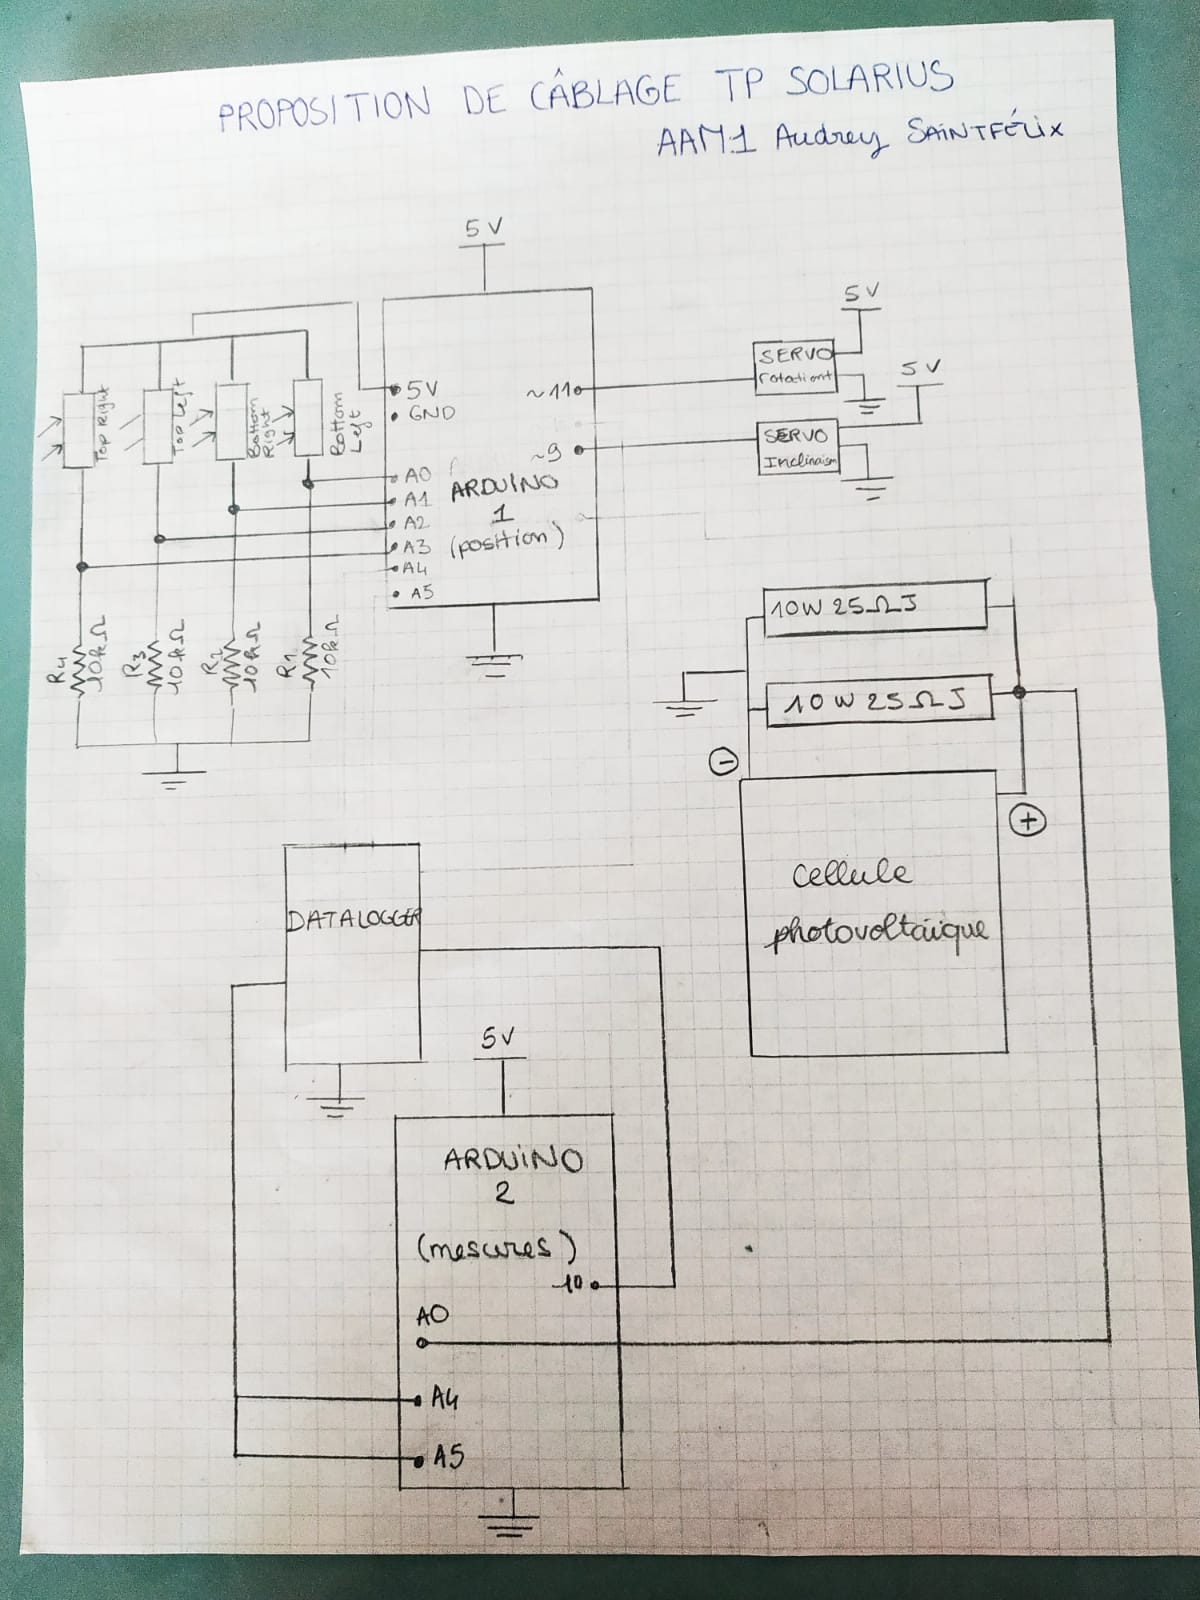 PROPOSITION DE CÂBLAGE TP SOLARIUS
AAM1 Audrey SAINTFÉLIX
5V
5V
SERVO
rotationt
5V
SERVO
Inclinaison
Top Right
Top Left
Bottom
Right
Bottom
Left
5V
GND
~11
~9
A0
A1
A2
A3
A4
A5
ARDUINO
1
(position)
R4
10kΩ
R3
10kΩ
R2
10kΩ
R1
10kΩ
10W 25ΩJ
10W 25ΩJ
-
+
cellule
photovoltaïque
DATALOGGER
5V
ARDUINO
2
(mesures)
10
A0
A4
A5